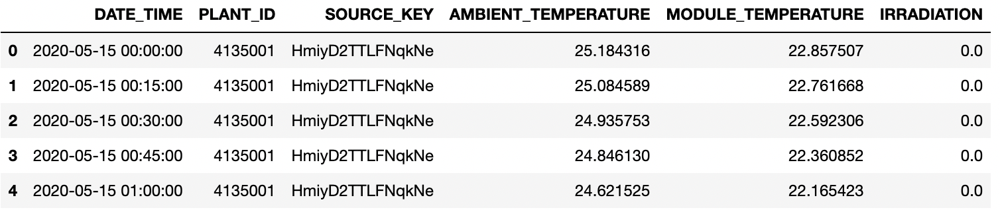 DATE_TIME PLANT_ID SOURCE_KEY AMBIENT_TEMPERATURE MODULE_TEMPERATURE IRRADIATION
0 2020-05-15 00:00:00 4135001 HmiyD2TTLFNqkNe 25.184316 22.857507 0.0
1 2020-05-15 00:15:00 4135001 HmiyD2TTLFNqkNe 25.084589 22.761668 0.0
2 2020-05-15 00:30:00 4135001 HmiyD2TTLFNqkNe 24.935753 22.592306 0.0
3 2020-05-15 00:45:00 4135001 HmiyD2TTLFNqkNe 24.846130 22.360852 0.0
4 2020-05-15 01:00:00 4135001 HmiyD2TTLFNqkNe 24.621525 22.165423 0.0